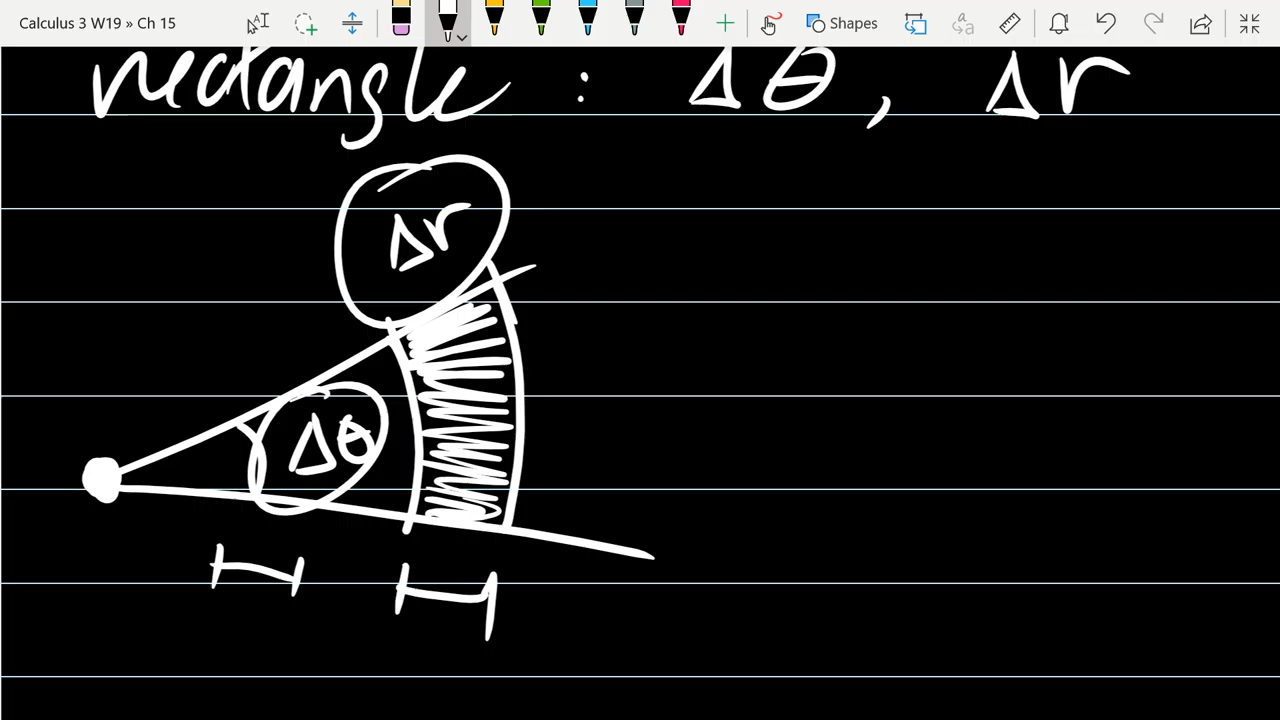 Calculus 3 W19 » Ch 15
Shapes
rectangle : Δθ, Δr
Δr
Δθ